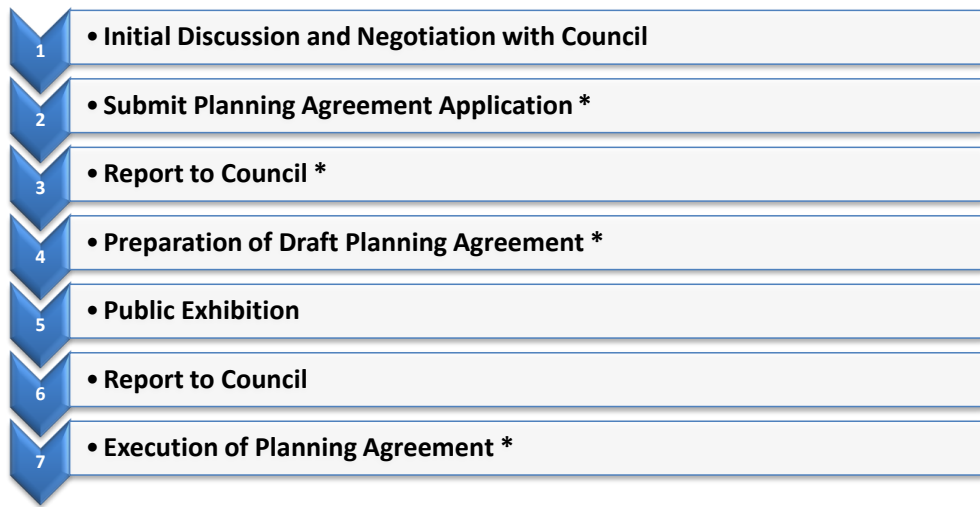 1 • Initial Discussion and Negotiation with Council
2 • Submit Planning Agreement Application *
3 • Report to Council *
4 • Preparation of Draft Planning Agreement *
5 • Public Exhibition
6 • Report to Council
7 • Execution of Planning Agreement *